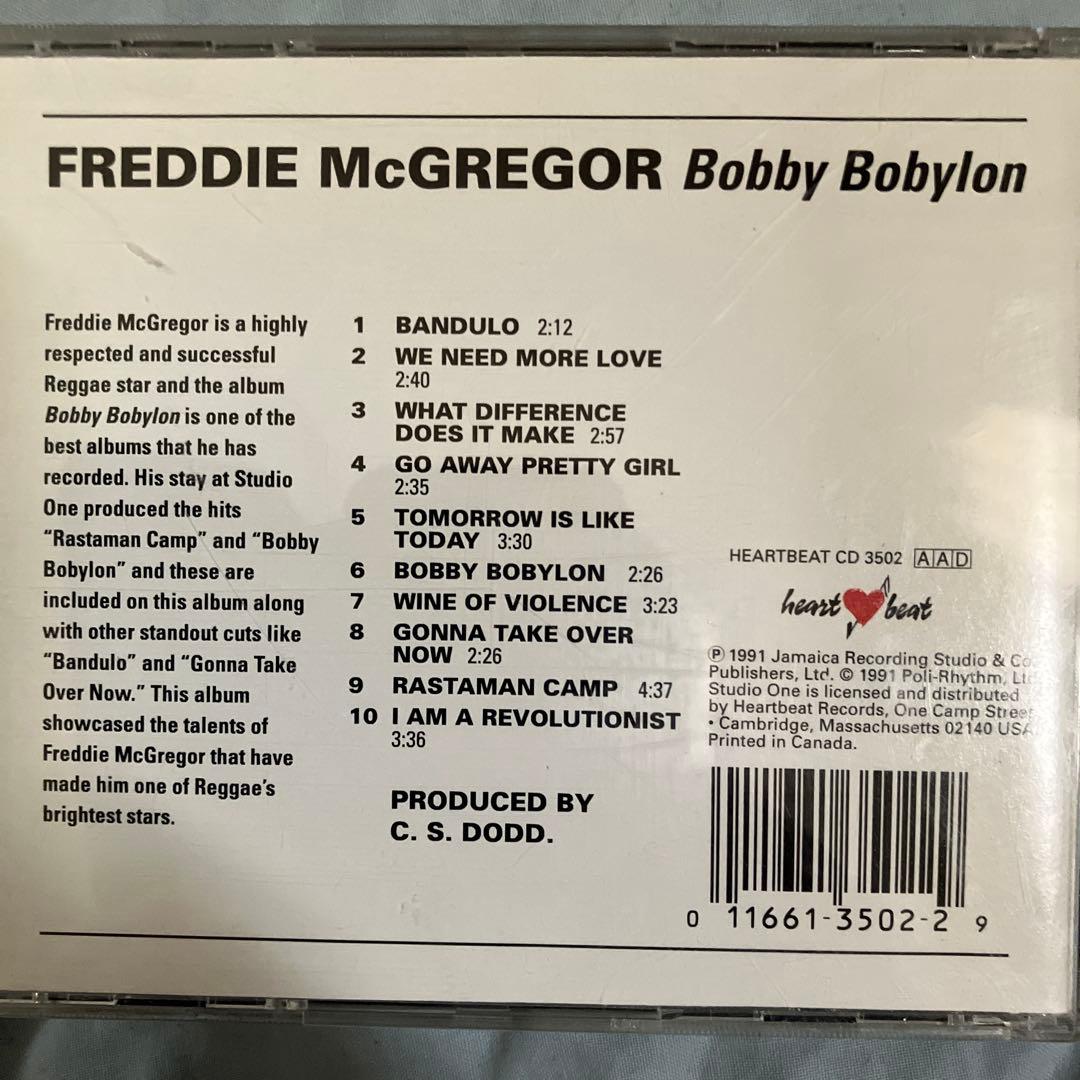 FREDDIE McGREGOR Bobby Bobylon
Freddie McGregor is a highly
respected and successful
Reggae star and the album
Bobby Bobylon is one of the
best albums that he has
recorded. His stay at Studio
One produced the hits
“Rastaman Camp” and “Bobby
Bobylon” and these are
included on this album along
with other standout cuts like
“Bandulo” and “Gonna Take
Over Now.” This album
showcased the talents of
Freddie McGregor that have
made him one of Reggae’s
brightest stars.
1 BANDULO 2:12
2 WE NEED MORE LOVE
2:40
3 WHAT DIFFERENCE
DOES IT MAKE 2:57
4 GO AWAY PRETTY GIRL
2:35
5 TOMORROW IS LIKE
TODAY 3:30
6 BOBBY BOBYLON 2:26
7 WINE OF VIOLENCE 3:23
8 GONNA TAKE OVER
NOW 2:26
9 RASTAMAN CAMP 4:37
10 I AM A REVOLUTIONIST
3:36
PRODUCED BY
C. S. DODD.
HEARTBEAT CD 3502 AAD
heart beat
℗ 1991 Jamaica Recording Studio & Co.
Publishers, Ltd. © 1991 Poli-Rhythm, Lt
Studio One is licensed and distributed
by Heartbeat Records, One Camp Street
• Cambridge, Massachusetts 02140 USA
Printed in Canada.
0 11661-3502-2 9